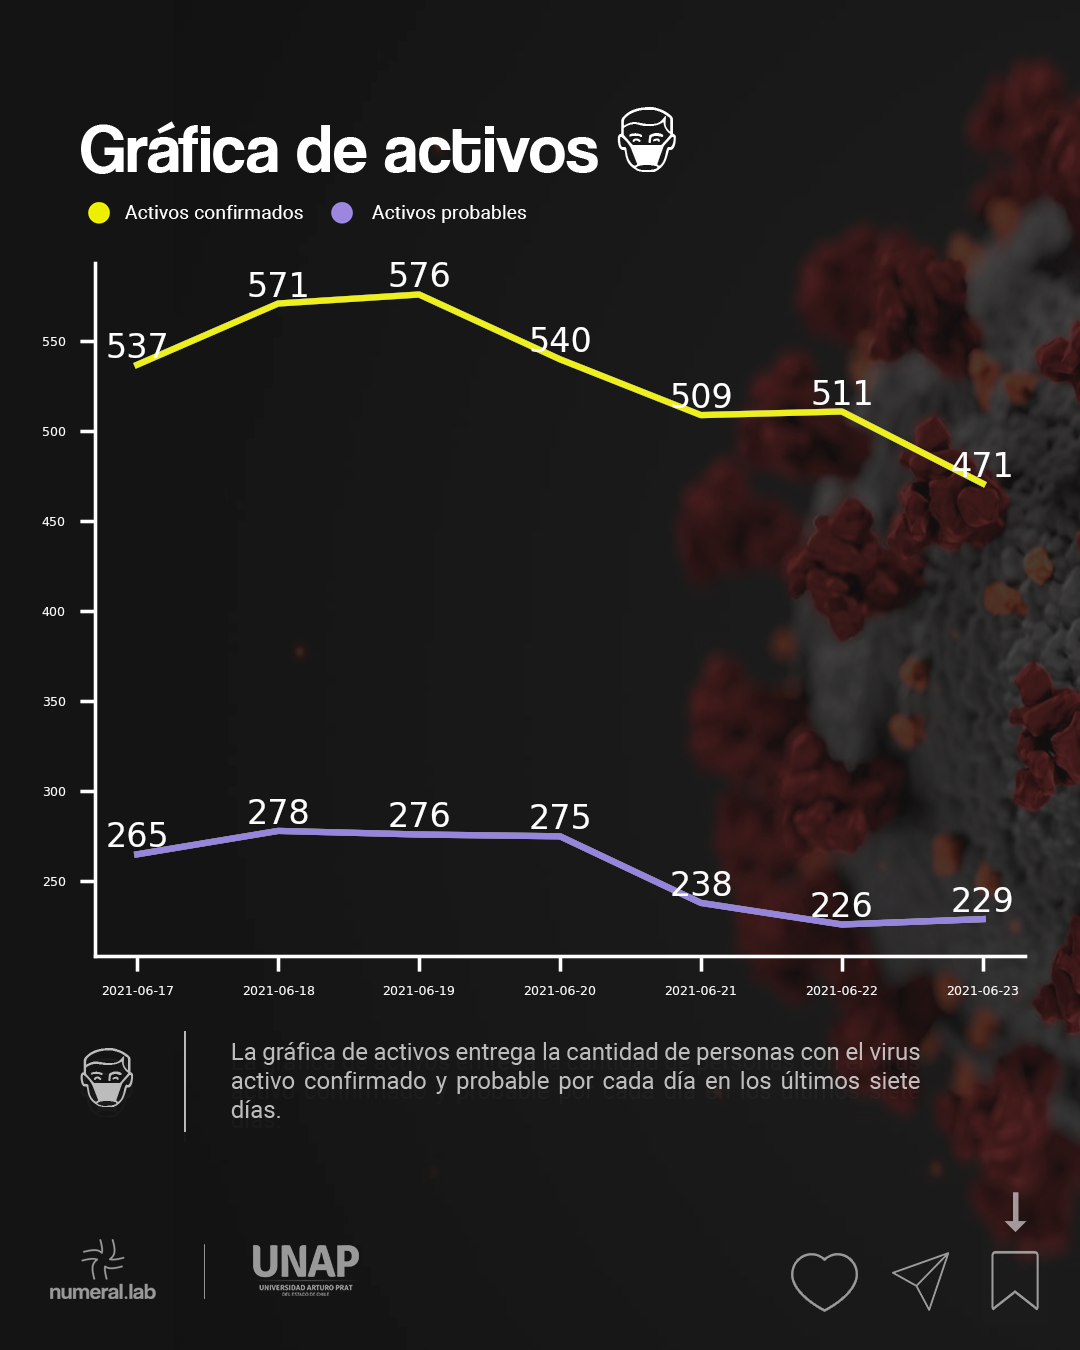 Gráfica de activos
Activos confirmados Activos probables
576
571
537
540
550
509
511
500
471
450
400
350
300
278
276
275
265
238
250
226
229
2021-06-17 2021-06-18 2021-06-19 2021-06-20 2021-06-21 2021-06-22 2021-06-23
La gráfica de activos entrega la cantidad de personas con el virus
activo confirmado y probable por cada día en los últimos siete
días.
numeral.lab
UNAP
UNIVERSIDAD ARTURO PRAT
DEL ESTADO DE CHILE